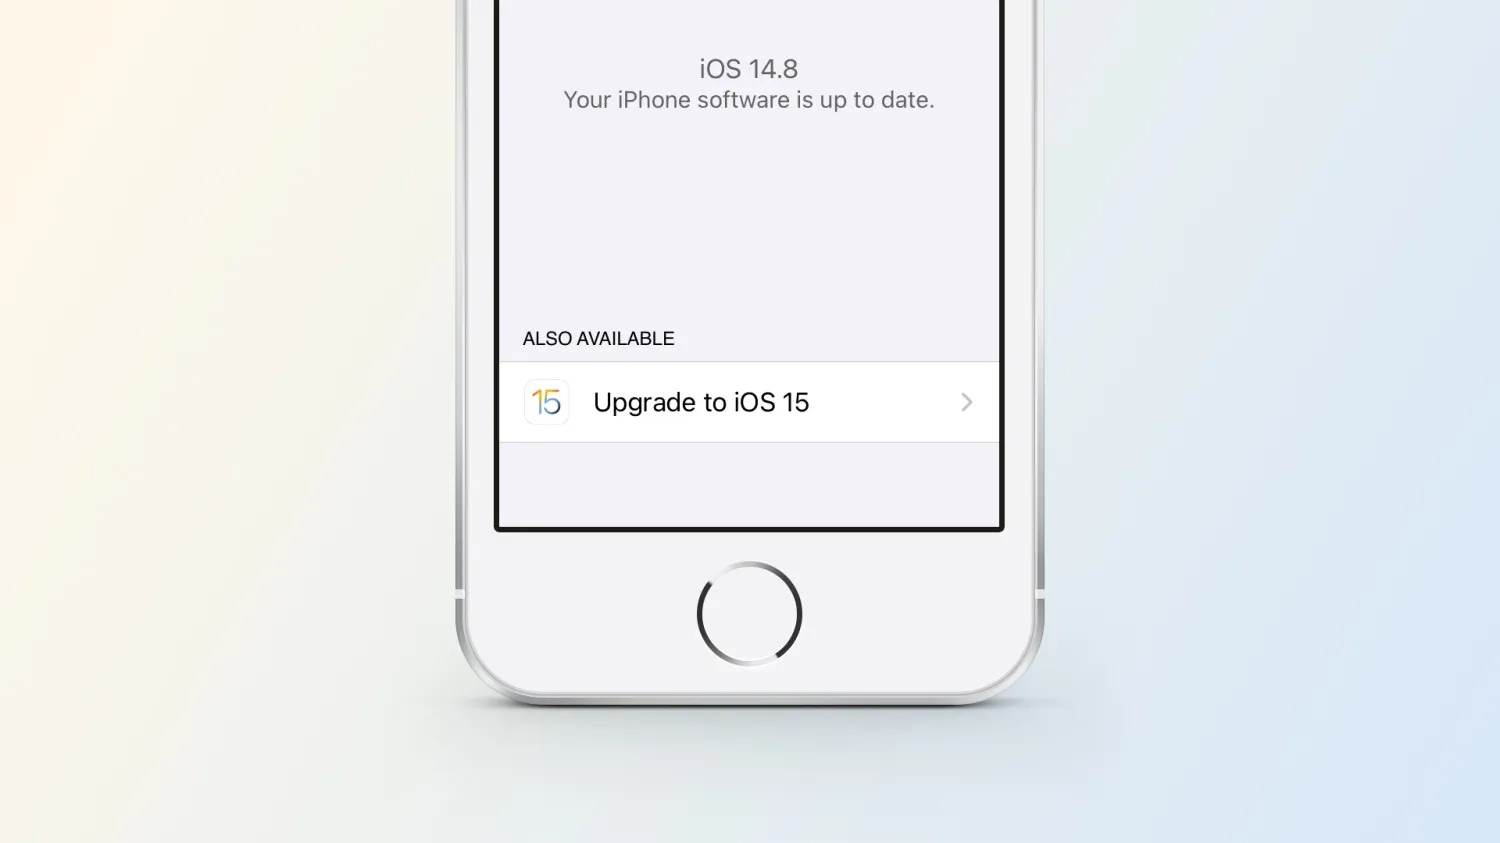 iOS 14.8
Your iPhone software is up to date.
ALSO AVAILABLE
15 Upgrade to iOS 15